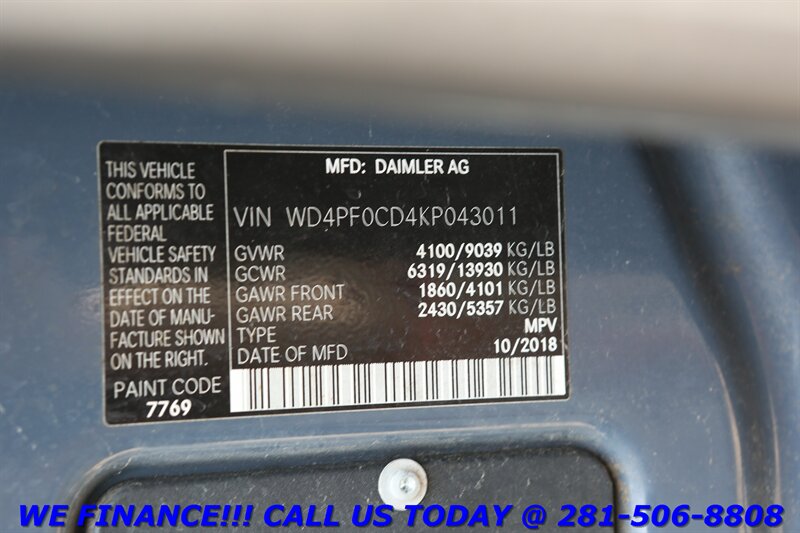 THIS VEHICLE
CONFORMS TO
ALL APPLICABLE
FEDERAL
VEHICLE SAFETY
STANDARDS IN
EFFECT ON THE
DATE OF MANU-
FACTURE SHOWN
ON THE RIGHT.
PAINT CODE
7769
MFD: DAIMLER AG
VIN WD4PF0CD4KP043011
GVWR 4100/9039 KG/LB
GCWR 6319/13930 KG/LB
GAWR FRONT 1860/4101 KG/LB
GAWR REAR 2430/5357 KG/LB
TYPE MPV
DATE OF MFD 10/2018
WE FINANCE!!! CALL US TODAY @ 281-506-8808